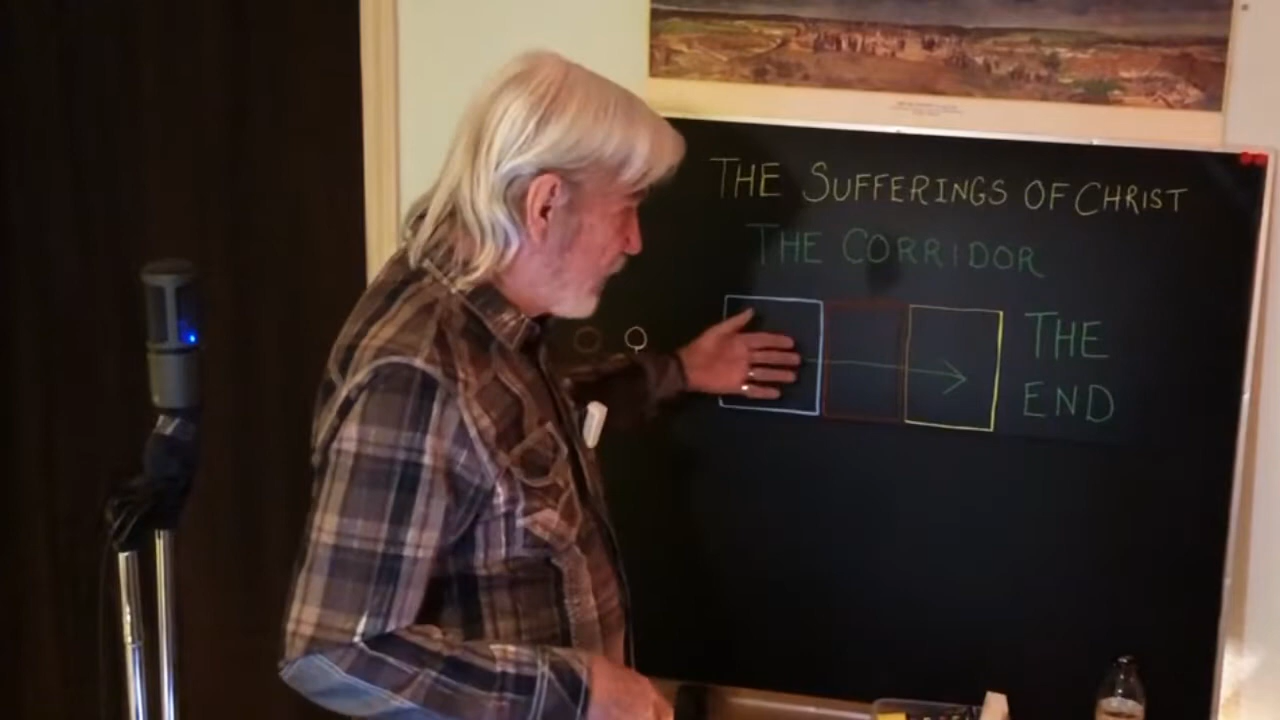 THE SUFFERINGS OF CHRIST
THE CORRIDOR
THE
END